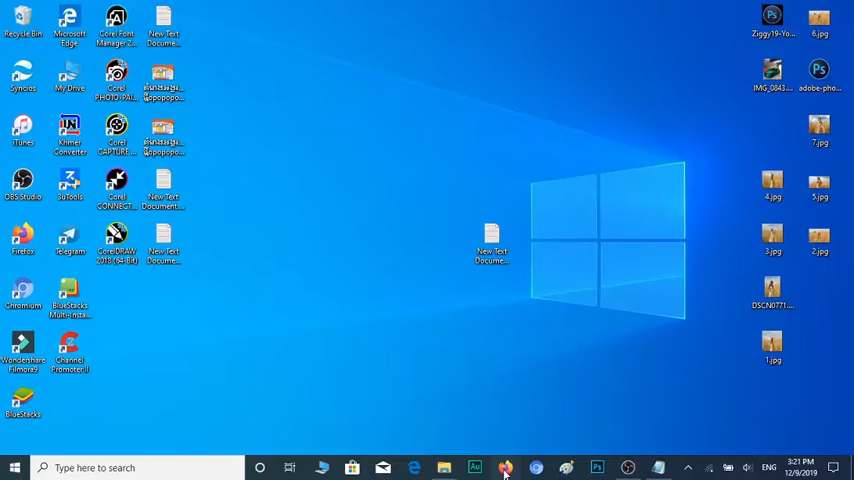 Recycle Bin
Microsoft
Edge
Corel Font
Manager 2...
New Text
Docume...
Ziggy19-Yo...
6.jpg
Syncios
My Drive
Corel
PHOTO-PAI...
IMG_0843....
adobe-pho...
iTunes
Khmer
Converter
Corel
CAPTURE ...
7.jpg
OBS Studio
3uTools
Corel
CONNECT...
New Text
Document...
4.jpg
5.jpg
Firefox
Telegram
CorelDRAW
2018 (64-Bit)
New Text
Docume...
New Text
Docume...
3.jpg
2.jpg
Chromium
BlueStacks
Multi-Insta...
DSCN0771....
Wondershare
Filmora9
Channel
Promoter II
1.jpg
BlueStacks
Type here to search
ENG
3:21 PM
12/9/2019